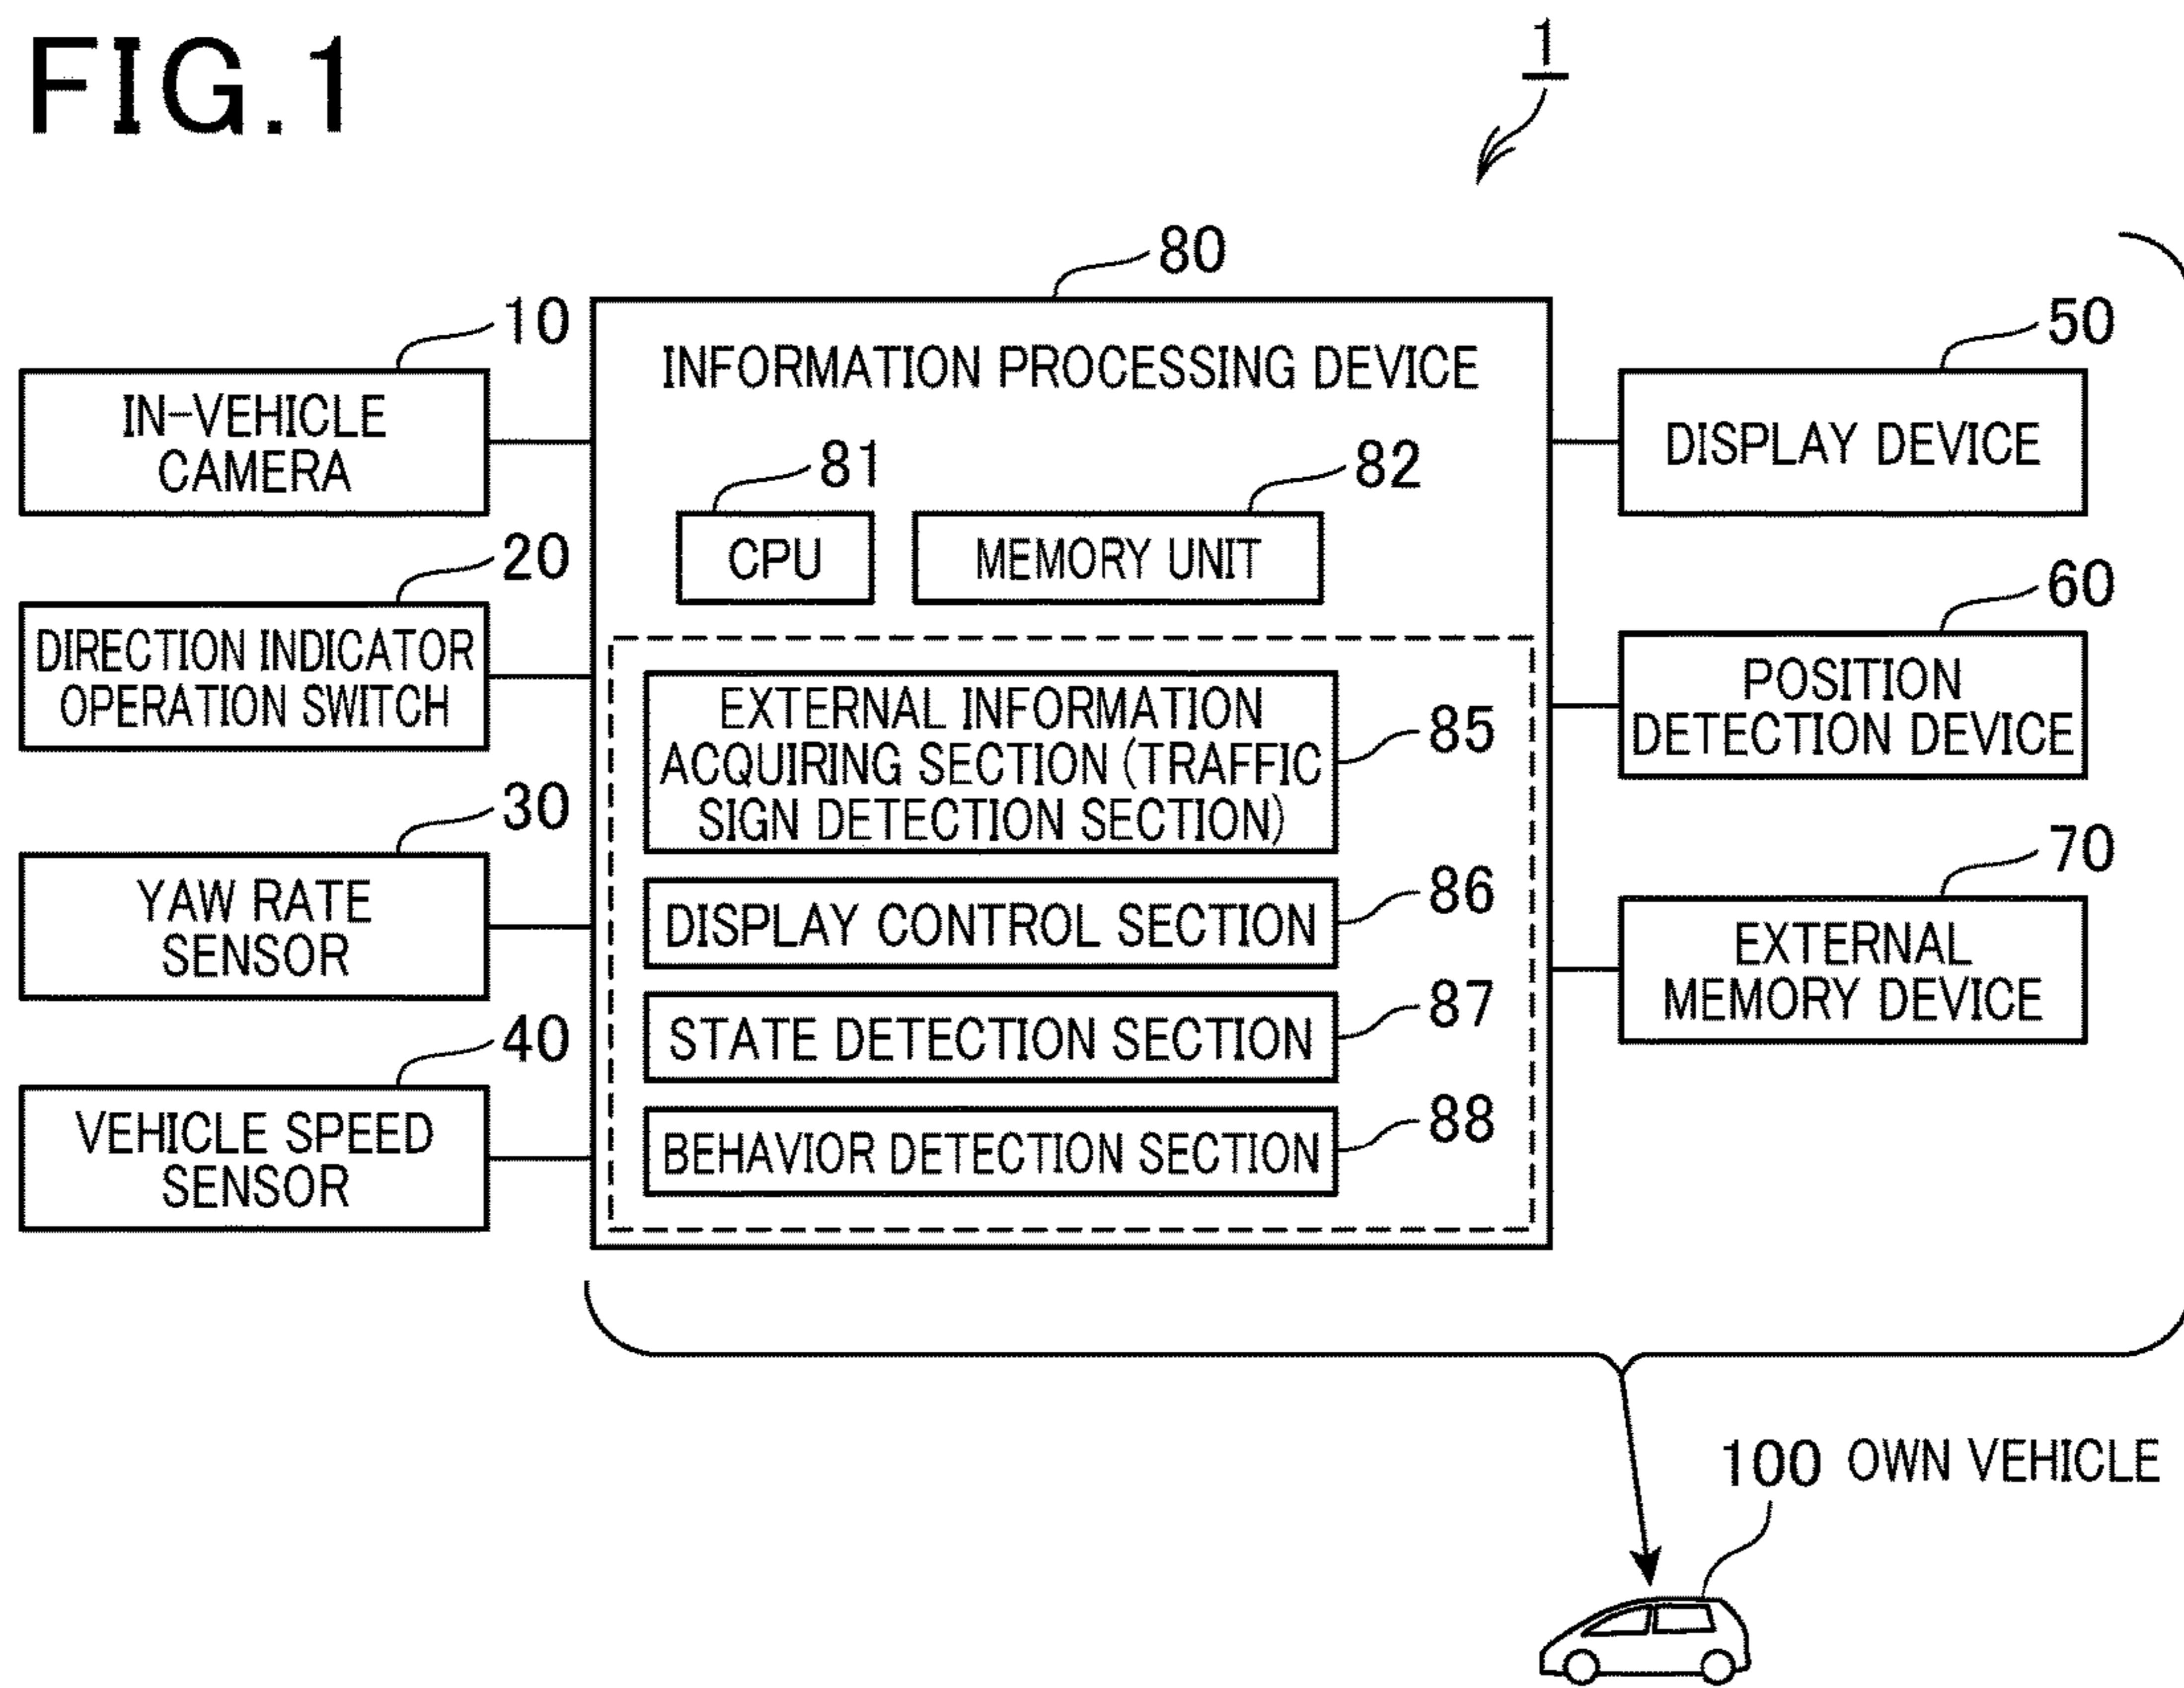 FIG.1
1
80
INFORMATION PROCESSING DEVICE
10
IN-VEHICLE
CAMERA
20
DIRECTION INDICATOR
OPERATION SWITCH
30
YAW RATE
SENSOR
40
VEHICLE SPEED
SENSOR
81
CPU
82
MEMORY UNIT
EXTERNAL INFORMATION
ACQUIRING SECTION (TRAFFIC
SIGN DETECTION SECTION)
85
DISPLAY CONTROL SECTION
86
STATE DETECTION SECTION
87
BEHAVIOR DETECTION SECTION
88
50
DISPLAY DEVICE
60
POSITION
DETECTION DEVICE
70
EXTERNAL
MEMORY DEVICE
100 OWN VEHICLE